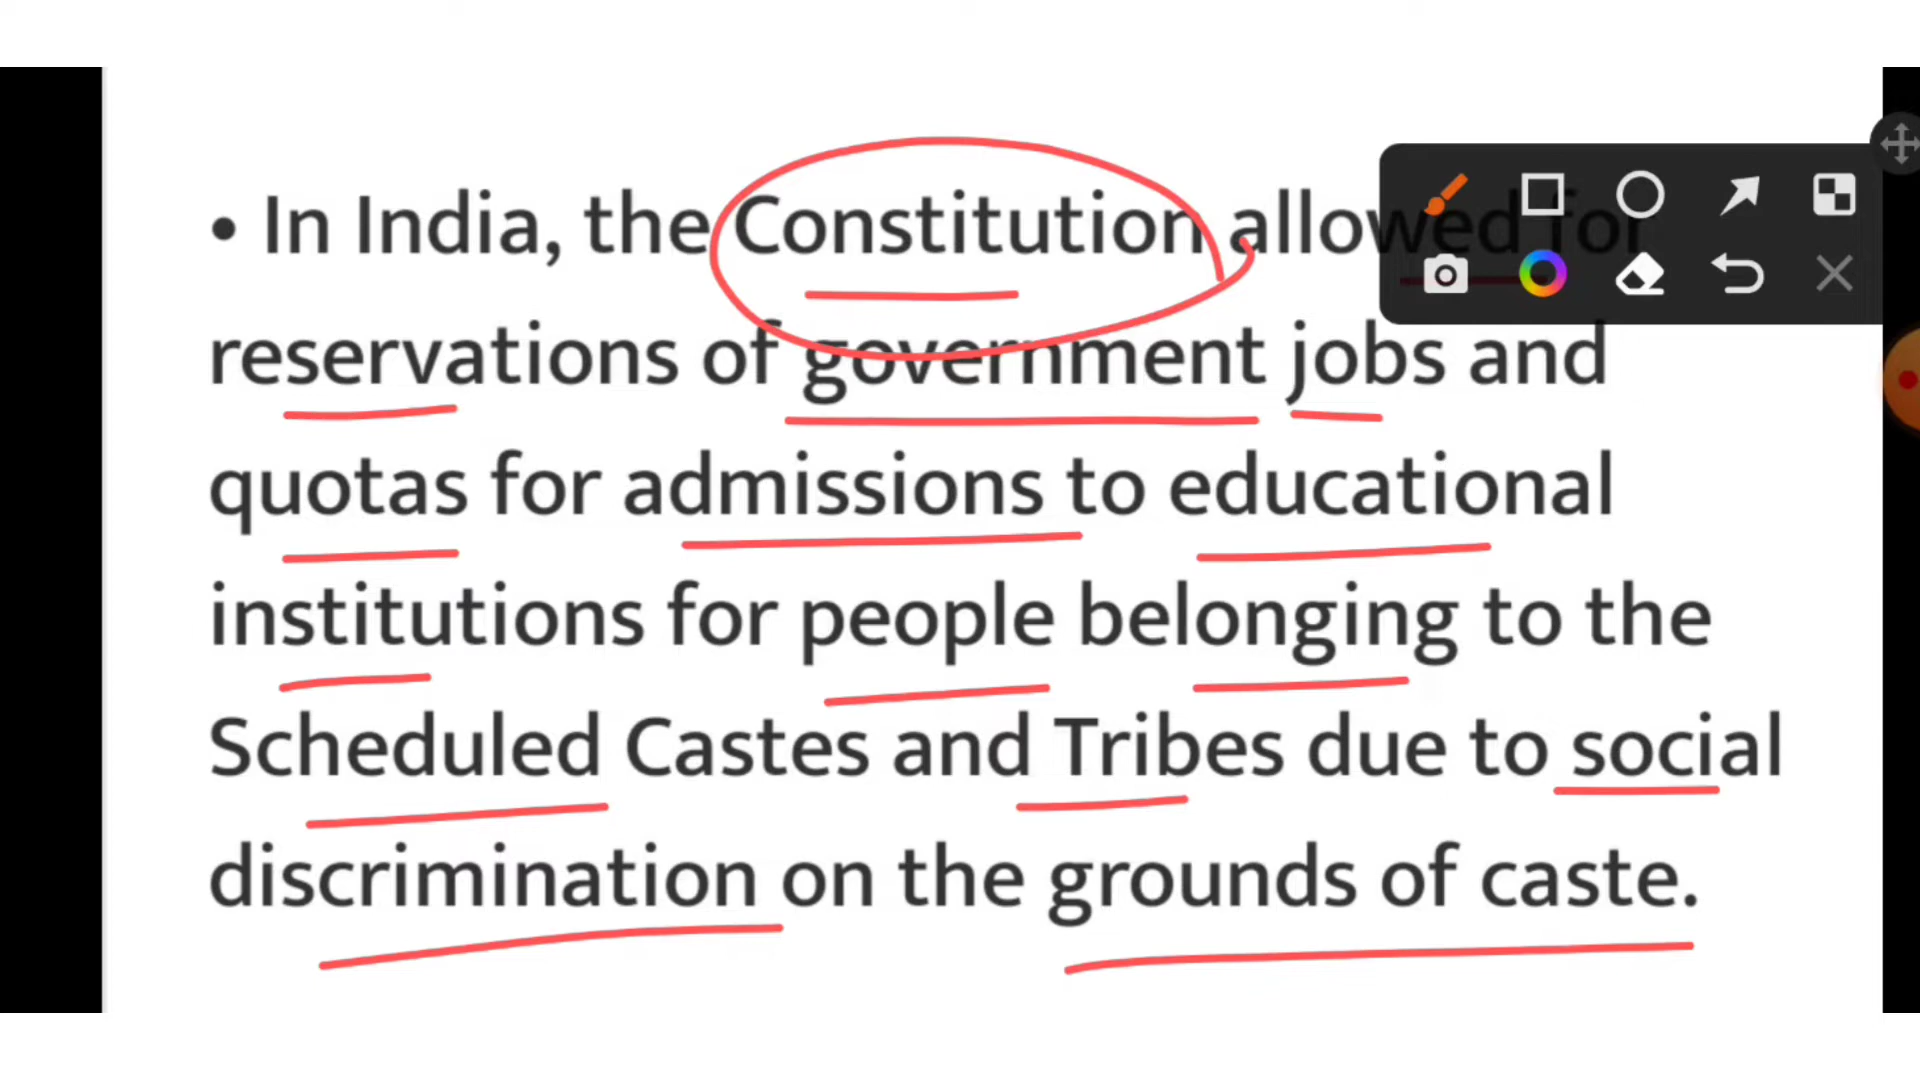 • In India, the Constitution allowed for
reservations of government jobs and
quotas for admissions to educational
institutions for people belonging to the
Scheduled Castes and Tribes due to social
discrimination on the grounds of caste.